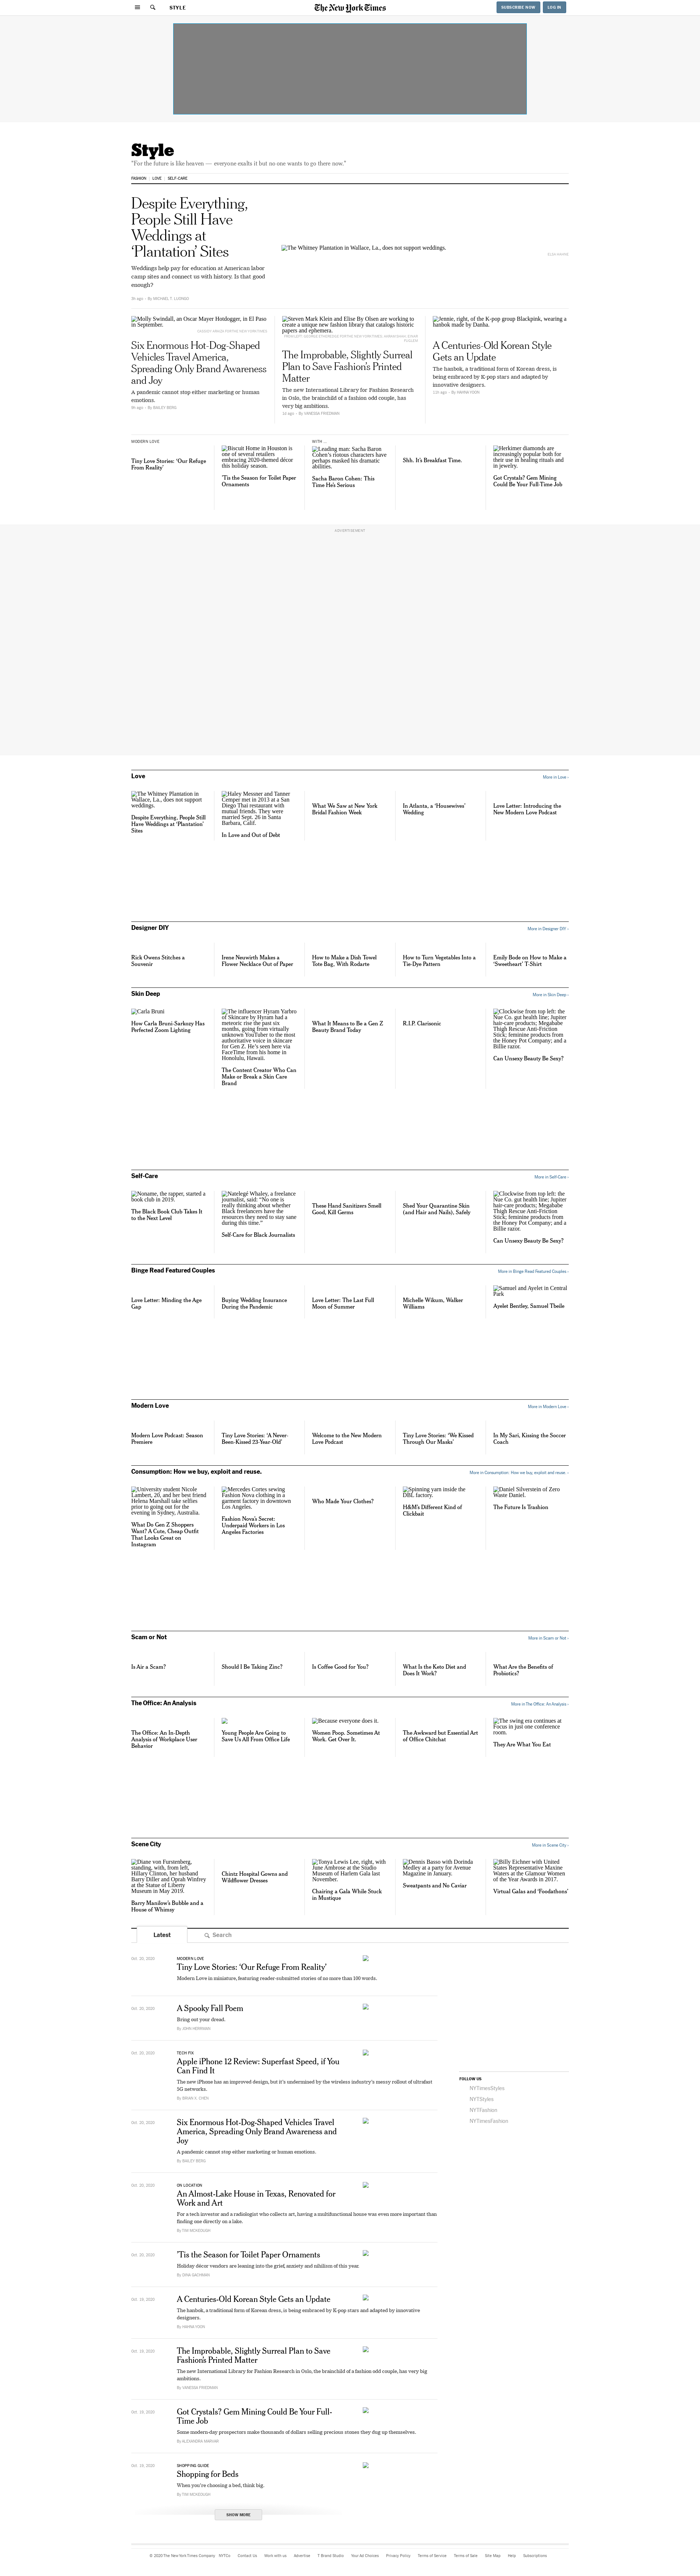 STYLE
The New York Times
SUBSCRIBE NOW
LOG IN
Style
"For the future is like heaven — everyone exalts it but no one wants to go there now."
FASHION
LOVE
SELF-CARE
Despite Everything,
People Still Have
Weddings at
‘Plantation’ Sites
Weddings help pay for education at American labor
camp sites and connect us with history. Is that good
enough?
By MICHAEL T. LUONGO
The Whitney Plantation in Wallace, La., does not support weddings.
Molly Swindall, an Oscar Mayer Hotdogger, in El Paso
in September.
Six Enormous Hot-Dog-Shaped
Vehicles Travel America,
Spreading Only Brand Awareness
and Joy
A pandemic cannot stop either marketing or human
emotions.
By BAILEY BERG
Steven Mark Klein and Elise By Olsen are working to
create a unique new fashion library that catalogs historic
papers and ephemera.
The Improbable, Slightly Surreal
Plan to Save Fashion’s Printed
Matter
The new International Library for Fashion Research
in Oslo, the brainchild of a fashion odd couple, has
very big ambitions.
1d ago - By VANESSA FRIEDMAN
Jennie, right, of the K-pop group Blackpink, wearing a
hanbok made by Danha.
A Centuries-Old Korean Style
Gets an Update
The hanbok, a traditional form of Korean dress, is
being embraced by K-pop stars and adapted by
innovative designers.
By HAHNA YOON
MODERN LOVE
Tiny Love Stories: ‘Our Refuge
From Reality’
Biscuit Home in Houston is
one of several retailers
embracing 2020-themed décor
this holiday season.
’Tis the Season for Toilet Paper
Ornaments
WITH ...
Leading man: Sacha Baron
Cohen’s riotous characters have
perhaps masked his dramatic
abilities.
Sacha Baron Cohen: This
Time He’s Serious
Shh. It’s Breakfast Time.
Herkimer diamonds are
increasingly popular both for
their use in healing rituals and
in jewelry.
Got Crystals? Gem Mining
Could Be Your Full-Time Job
ADVERTISEMENT
Love
More in Love ›
The Whitney Plantation in
Wallace, La., does not support
weddings.
Despite Everything, People Still
Have Weddings at ‘Plantation’
Sites
Haley Messner and Tanner
Cemper met in 2013 at a San
Diego Thai restaurant with
mutual friends. They were
married Sept. 26 in Santa
Barbara, Calif.
In Love and Out of Debt
What We Saw at New York
Bridal Fashion Week
In Atlanta, a ‘Housewives’
Wedding
Love Letter: Introducing the
New Modern Love Podcast
Designer DIY
More in Designer DIY ›
Rick Owens Stitches a
Souvenir
Irene Neuwirth Makes a
Flower Necklace Out of Paper
How to Make a Dish Towel
Tote Bag, With Rodarte
How to Turn Vegetables Into a
Tie-Dye Pattern
Emily Bode on How to Make a
‘Sweetheart’ T-Shirt
Skin Deep
More in Skin Deep ›
Carla Bruni
How Carla Bruni-Sarkozy Has
Perfected Zoom Lighting
The influencer Hyram Yarbro
of Skincare by Hyram had a
meteoric rise the past six
months, going from virtually
unknown YouTuber to the most
authoritative voice in skincare
for Gen Z. He’s seen here via
FaceTime from his home in
Honolulu, Hawaii.
The Content Creator Who Can
Make or Break a Skin Care
Brand
What It Means to Be a Gen Z
Beauty Brand Today
R.I.P. Clarisonic
Clockwise from top left: the
Nue Co. gut health line; Jupiter
hair-care products; Megababe
Thigh Rescue Anti-Friction
Stick; feminine products from
the Honey Pot Company; and a
Billie razor.
Can Unsexy Beauty Be Sexy?
Self-Care
More in Self-Care ›
Noname, the rapper, started a
book club in 2019.
The Black Book Club Takes It
to the Next Level
Natelegé Whaley, a freelance
journalist, said: “No one is
really thinking about whether
Black freelancers have the
resources they need to stay sane
during this time.”
Self-Care for Black Journalists
These Hand Sanitizers Smell
Good, Kill Germs
Shed Your Quarantine Skin
(and Hair and Nails), Safely
Clockwise from top left: the
Nue Co. gut health line; Jupiter
hair-care products; Megababe
Thigh Rescue Anti-Friction
Stick; feminine products from
the Honey Pot Company; and a
Billie razor.
Can Unsexy Beauty Be Sexy?
Binge Read Featured Couples
More in Binge Read Featured Couples ›
Love Letter: Minding the Age
Gap
Buying Wedding Insurance
During the Pandemic
Love Letter: The Last Full
Moon of Summer
Michelle Wilkum, Walker
Williams
Samuel and Ayelet in Central
Park
Ayelet Bentley, Samuel Theile
Modern Love
More in Modern Love ›
Modern Love Podcast: Season
Premiere
Tiny Love Stories: ‘A Never-
Been-Kissed 23-Year-Old’
Welcome to the New Modern
Love Podcast
Tiny Love Stories: ‘We Kissed
Through Our Masks’
In My Sari, Kissing the Soccer
Coach
Consumption: How we buy, exploit and reuse.
More in Consumption: How we buy, exploit and reuse. ›
University student Nicole
Lambert, 20, and her best friend
Helena Marshall take selfies
prior to going out for the
evening in Sydney, Australia.
What Do Gen Z Shoppers
Want? A Cute, Cheap Outfit
That Looks Great on
Instagram
Mercedes Cortes sewing
Fashion Nova clothing in a
garment factory in downtown
Los Angeles.
Fashion Nova’s Secret:
Underpaid Workers in Los
Angeles Factories
Who Made Your Clothes?
Spinning yarn inside the
DBL factory.
H&M’s Different Kind of
Clickbait
Daniel Silverstein of Zero
Waste Daniel.
The Future Is Trashion
Scam or Not
More in Scam or Not ›
Is Air a Scam?
Should I Be Taking Zinc?
Is Coffee Good for You?
What Is the Keto Diet and
Does It Work?
What Are the Benefits of
Probiotics?
The Office: An Analysis
More in The Office: An Analysis ›
The Office: An In-Depth
Analysis of Workplace User
Behavior
Young People Are Going to
Save Us All From Office Life
Because everyone does it.
Women Poop. Sometimes At
Work. Get Over It.
The Awkward but Essential Art
of Office Chitchat
The swing era continues at
Focus in just one conference
room.
They Are What You Eat
Scene City
More in Scene City ›
Diane von Furstenberg,
standing, with, from left,
Hillary Clinton, her husband
Barry Diller and Oprah Winfrey
at the Statue of Liberty
Museum in May 2019.
Barry Manilow’s Bubble and a
House of Whimsy
Chintz Hospital Gowns and
Wildflower Dresses
Tonya Lewis Lee, right, with
June Ambrose at the Studio
Museum of Harlem Gala last
November.
Chairing a Gala While Stuck
in Mustique
Dennis Basso with Dorinda
Medley at a party for Avenue
Magazine in January.
Sweatpants and No Caviar
Billy Eichner with United
States Representative Maxine
Waters at the Glamour Women
of the Year Awards in 2017.
Virtual Galas and ‘Foodathons’
Latest
Search
Oct. 20, 2020
MODERN LOVE
Tiny Love Stories: ‘Our Refuge From Reality’
Modern Love in miniature, featuring reader-submitted stories of no more than 100 words.
Oct. 20, 2020
A Spooky Fall Poem
Bring out your dread.
By JOHN HERRMAN
Oct. 20, 2020
TECH FIX
Apple iPhone 12 Review: Superfast Speed, if You
Can Find It
The new iPhone has an improved design, but it’s underused by the wireless industry’s messy rollout of ultrafast
5G networks.
By BRIAN X. CHEN
Oct. 20, 2020
Six Enormous Hot-Dog-Shaped Vehicles Travel
America, Spreading Only Brand Awareness and
Joy
A pandemic cannot stop either marketing or human emotions.
By BAILEY BERG
Oct. 20, 2020
ON LOCATION
An Almost-Lake House in Texas, Renovated for
Work and Art
For a tech investor and a radiologist who collects art, having a multifunctional house was even more important than
finding one directly on a lake.
By TIM McKEOUGH
Oct. 20, 2020
’Tis the Season for Toilet Paper Ornaments
Holiday décor vendors are leaning into the grief, anxiety and nihilism of this year.
Oct. 19, 2020
A Centuries-Old Korean Style Gets an Update
The hanbok, a traditional form of Korean dress, is being embraced by K-pop stars and adapted by innovative
designers.
By HAHNA YOON
Oct. 19, 2020
The Improbable, Slightly Surreal Plan to Save
Fashion’s Printed Matter
The new International Library for Fashion Research in Oslo, the brainchild of a fashion odd couple, has very big
ambitions.
By VANESSA FRIEDMAN
Oct. 19, 2020
Got Crystals? Gem Mining Could Be Your Full-
Time Job
Some modern-day prospectors make thousands of dollars selling precious stones they dig up themselves.
By ALEXANDRA MARVAR
Oct. 19, 2020
SHOPPING GUIDE
Shopping for Beds
When you’re choosing a bed, think big.
By TIM McKEOUGH
SHOW MORE
FOLLOW US
NYTimesStyles
NYTStyles
NYTFashion
NYTimesfashion
© 2020 The New York Times Company
NYTCo
Contact Us
Work with us
Advertise
T Brand Studio
Your Ad Choices
Privacy Policy
Terms of Service
Terms of Sale
Site Map
Help
Subscriptions